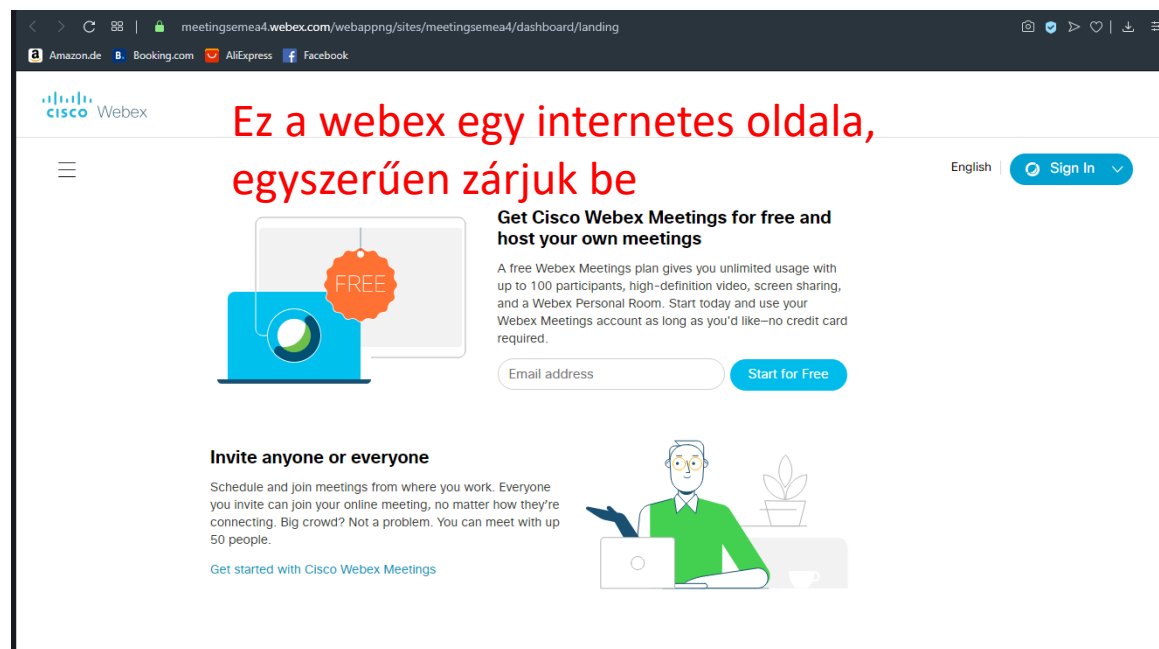 meetingsemea4.webex.com/webappng/sites/meetingsemea4/dashboard/landing
a Amazon.de B. Booking.com AliExpress Facebook
cisco Webex
Ez a webex egy internetes oldala,
egyszerűen zárjuk be
English Sign In
Get Cisco Webex Meetings for free and
host your own meetings
A free Webex Meetings plan gives you unlimited usage with
up to 100 participants, high-definition video, screen sharing,
and a Webex Personal Room. Start today and use your
Webex Meetings account as long as you'd like—no credit card
required.
FREE
Email address Start for Free
Invite anyone or everyone
Schedule and join meetings from where you work. Everyone
you invite can join your online meeting, no matter how they're
connecting. Big crowd? Not a problem. You can meet with up
50 people.
Get started with Cisco Webex Meetings